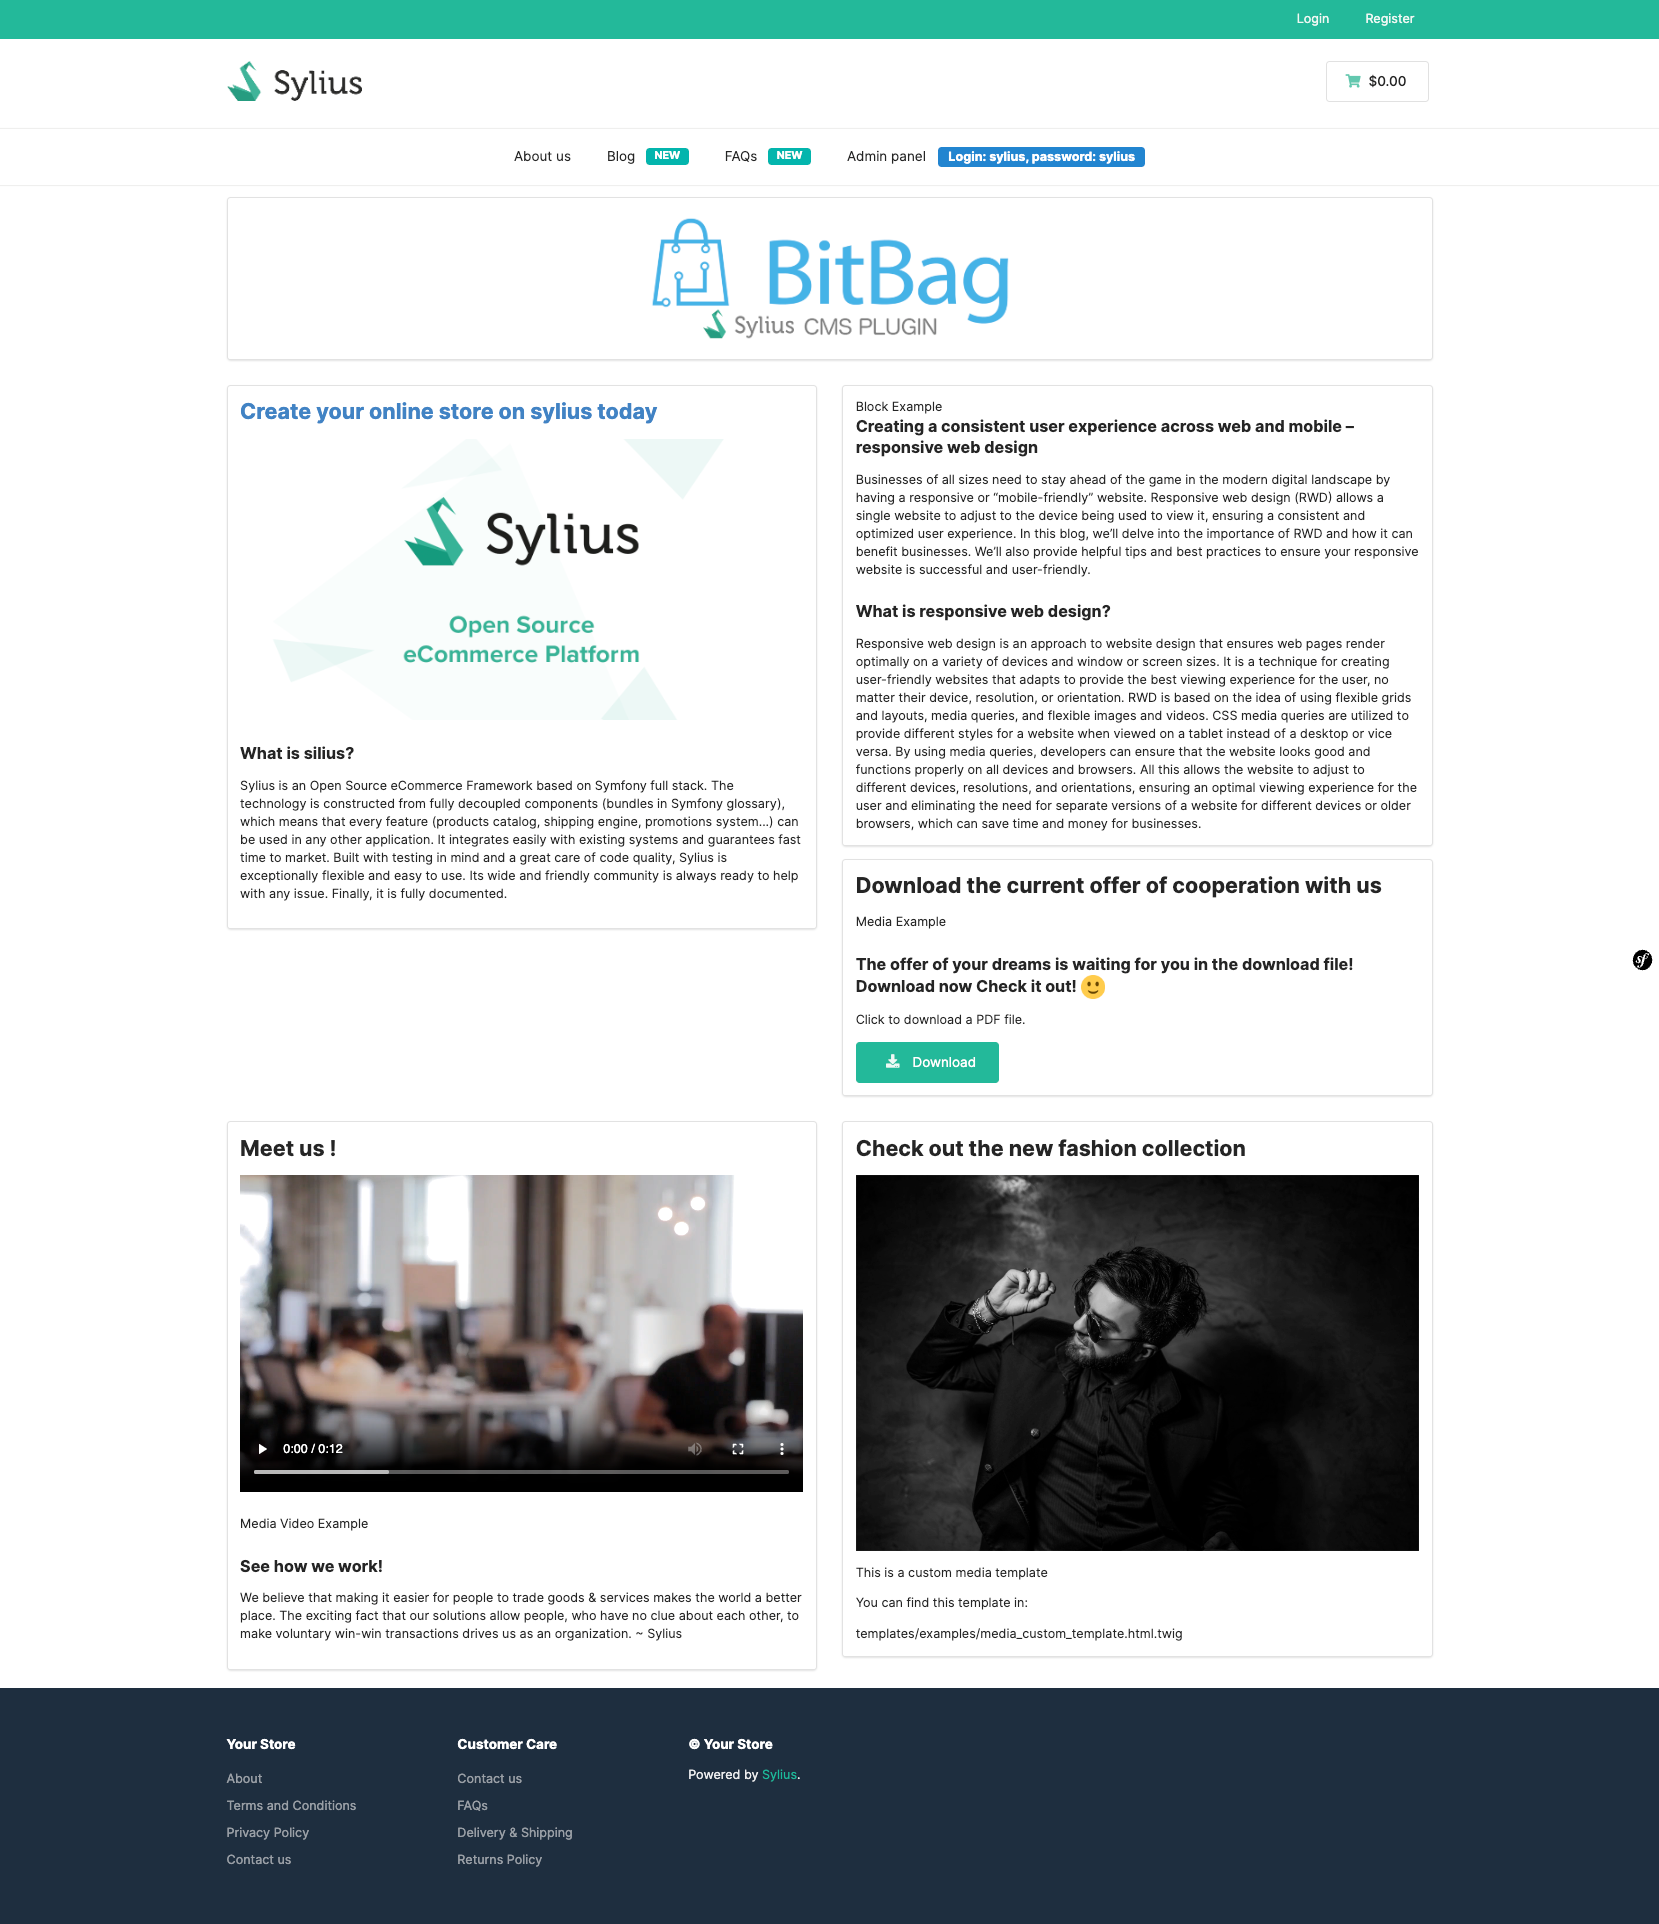 Login Register
Sylius
$0.00
About us Blog NEW FAQs NEW Admin panel Login: sylius, password: sylius
BitBag
Sylius CMS PLUGIN
Create your online store on sylius today
Sylius
Open Source
eCommerce Platform
What is silius?
Sylius is an Open Source eCommerce Framework based on Symfony full stack. The
technology is constructed from fully decoupled components (bundles in Symfony glossary),
which means that every feature (products catalog, shipping engine, promotions system...) can
be used in any other application. It integrates easily with existing systems and guarantees fast
time to market. Built with testing in mind and a great care of code quality, Sylius is
exceptionally flexible and easy to use. Its wide and friendly community is always ready to help
with any issue. Finally, it is fully documented.
Block Example
Creating a consistent user experience across web and mobile –
responsive web design
Businesses of all sizes need to stay ahead of the game in the modern digital landscape by
having a responsive or “mobile-friendly” website. Responsive web design (RWD) allows a
single website to adjust to the device being used to view it, ensuring a consistent and
optimized user experience. In this blog, we’ll delve into the importance of RWD and how it can
benefit businesses. We’ll also provide helpful tips and best practices to ensure your responsive
website is successful and user-friendly.
What is responsive web design?
Responsive web design is an approach to website design that ensures web pages render
optimally on a variety of devices and window or screen sizes. It is a technique for creating
user-friendly websites that adapts to provide the best viewing experience for the user, no
matter their device, resolution, or orientation. RWD is based on the idea of using flexible grids
and layouts, media queries, and flexible images and videos. CSS media queries are utilized to
provide different styles for a website when viewed on a tablet instead of a desktop or vice
versa. By using media queries, developers can ensure that the website looks good and
functions properly on all devices and browsers. All this allows the website to adjust to
different devices, resolutions, and orientations, ensuring an optimal viewing experience for the
user and eliminating the need for separate versions of a website for different devices or older
browsers, which can save time and money for businesses.
Download the current offer of cooperation with us
Media Example
The offer of your dreams is waiting for you in the download file!
Download now Check it out! 🙂
Click to download a PDF file.
Download
sf
Meet us !
0:00 / 0:12
Media Video Example
See how we work!
We believe that making it easier for people to trade goods & services makes the world a better
place. The exciting fact that our solutions allow people, who have no clue about each other, to
make voluntary win-win transactions drives us as an organization. ~ Sylius
Check out the new fashion collection
This is a custom media template
You can find this template in:
templates/examples/media_custom_template.html.twig
Your Store
About
Terms and Conditions
Privacy Policy
Contact us
Customer Care
Contact us
FAQs
Delivery & Shipping
Returns Policy
© Your Store
Powered by Sylius.